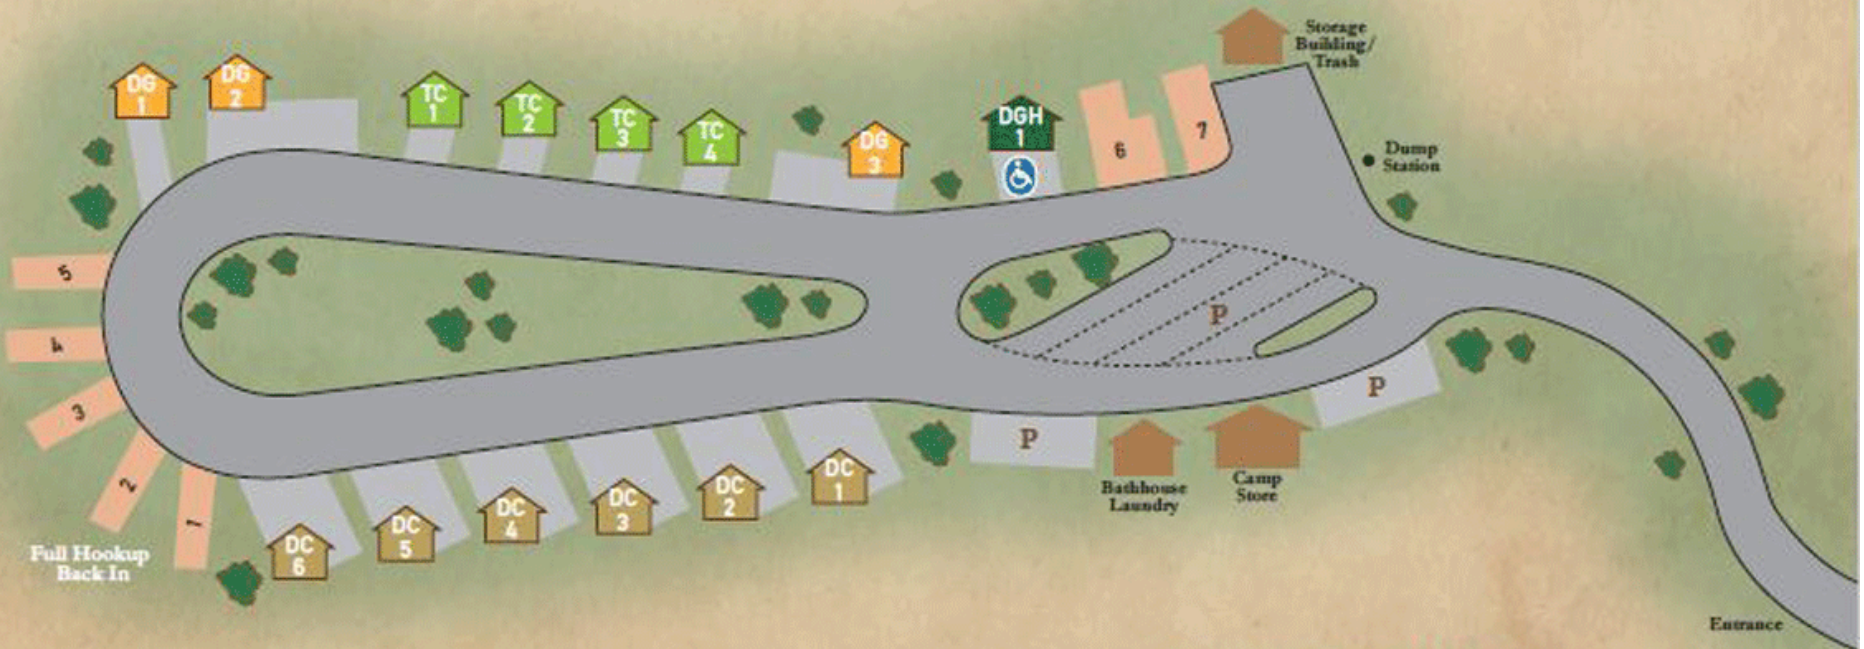 Storage
Building/
Trash
DG
1
DG
2
TC
1
TC
2
TC
3
TC
4
DG
3
DGH
1
6
7
Dump
Station
5
4
3
2
1
P
P
P
DC
1
DC
2
DC
3
DC
4
DC
5
DC
6
Bathhouse
Laundry
Camp
Store
Full Hookup
Back In
Entrance